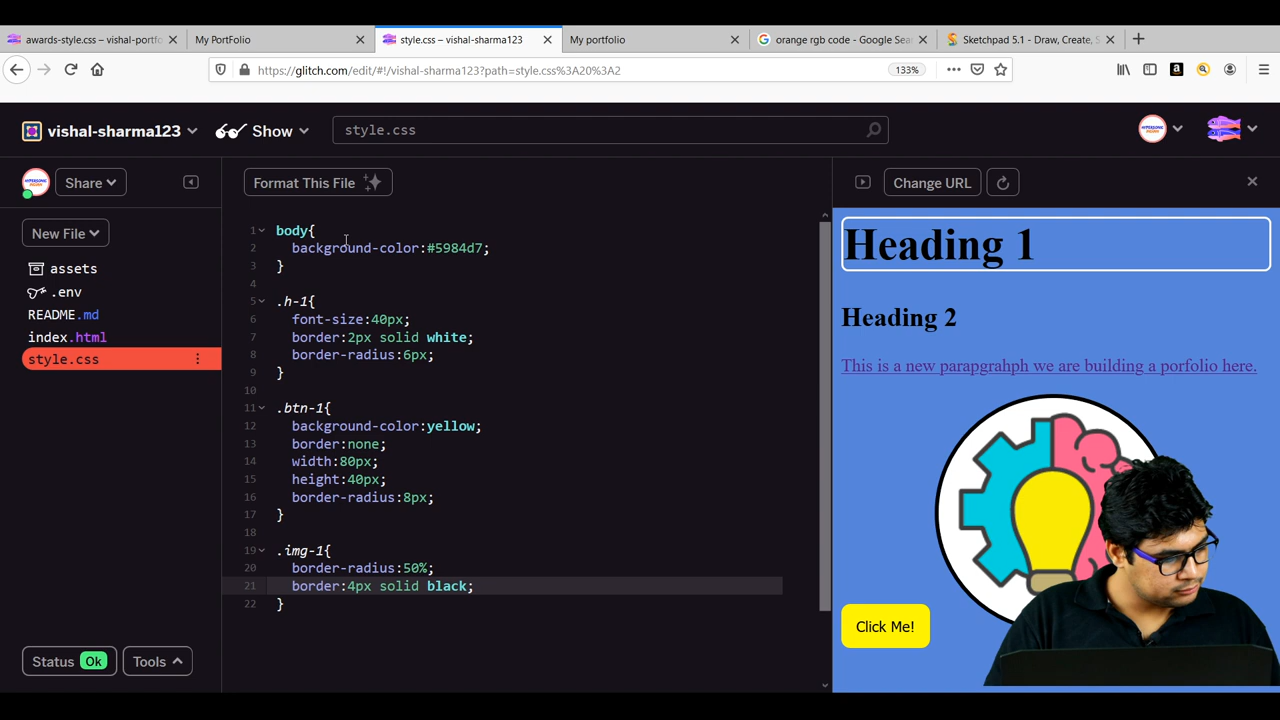 awards-style.css – vishal-portfo
My PortFolio
style.css – vishal-sharma123
My portfolio
orange rgb code - Google Sea
Sketchpad 5.1 - Draw, Create, S
https://glitch.com/edit/#!/vishal-sharma123?path=style.css%3A20%3A2
133%
vishal-sharma123
Show
style.css
Share
Format This File
Change URL
New File
assets
.env
README.md
index.html
style.css
1 body{
2 background-color:#5984d7;
3 }
4
5 .h-1{
6 font-size:40px;
7 border:2px solid white;
8 border-radius:6px;
9 }
10
11 .btn-1{
12 background-color:yellow;
13 border:none;
14 width:80px;
15 height:40px;
16 border-radius:8px;
17 }
18
19 .img-1{
20 border-radius:50%;
21 border:4px solid black;
22 }
Heading 1
Heading 2
This is a new parapgrahph we are building a porfolio here.
Click Me!
Status Ok
Tools